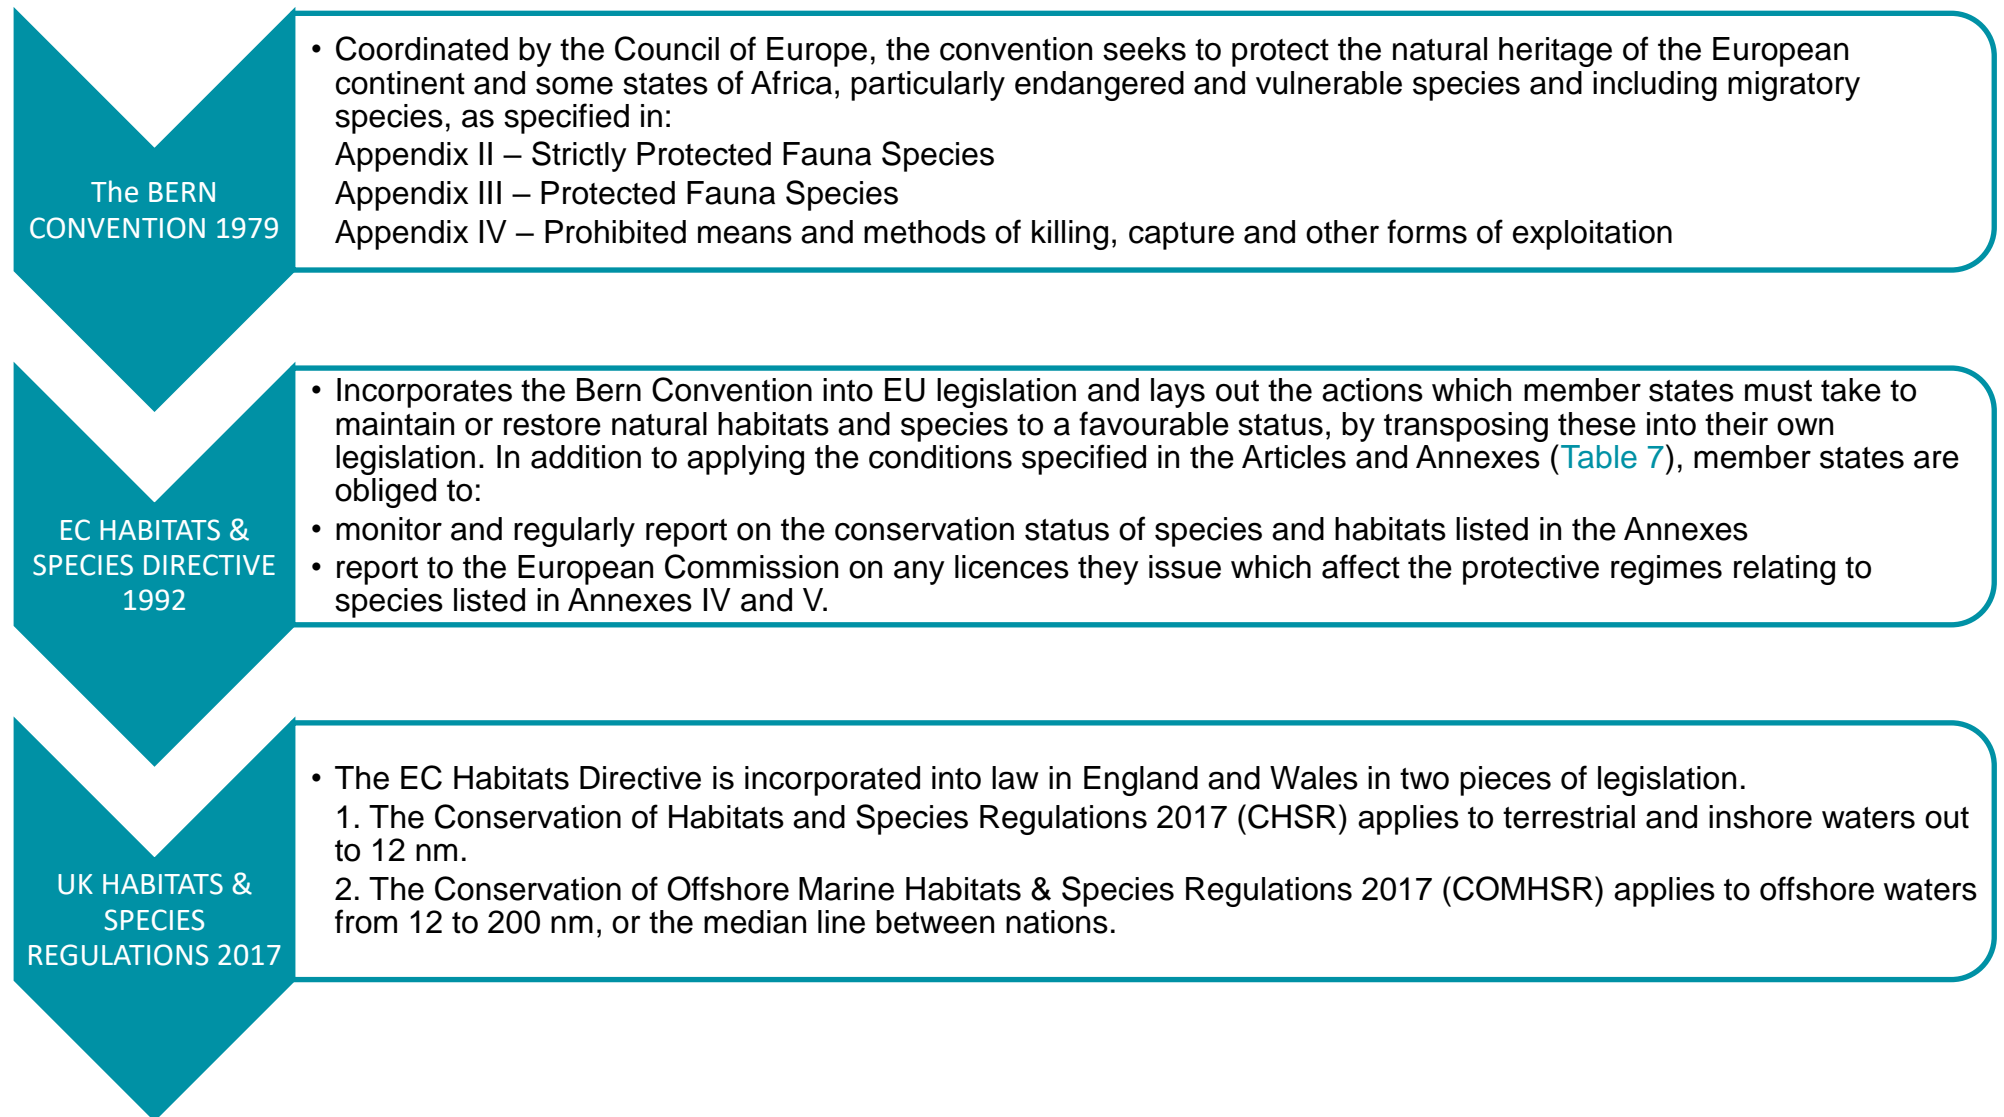 The BERN
CONVENTION 1979
• Coordinated by the Council of Europe, the convention seeks to protect the natural heritage of the European
continent and some states of Africa, particularly endangered and vulnerable species and including migratory
species, as specified in:
Appendix II – Strictly Protected Fauna Species
Appendix III – Protected Fauna Species
Appendix IV – Prohibited means and methods of killing, capture and other forms of exploitation
EC HABITATS &
SPECIES DIRECTIVE
1992
• Incorporates the Bern Convention into EU legislation and lays out the actions which member states must take to
maintain or restore natural habitats and species to a favourable status, by transposing these into their own
legislation. In addition to applying the conditions specified in the Articles and Annexes (Table 7), member states are
obliged to:
• monitor and regularly report on the conservation status of species and habitats listed in the Annexes
• report to the European Commission on any licences they issue which affect the protective regimes relating to
species listed in Annexes IV and V.
UK HABITATS &
SPECIES
REGULATIONS 2017
• The EC Habitats Directive is incorporated into law in England and Wales in two pieces of legislation.
1. The Conservation of Habitats and Species Regulations 2017 (CHSR) applies to terrestrial and inshore waters out
to 12 nm.
2. The Conservation of Offshore Marine Habitats & Species Regulations 2017 (COMHSR) applies to offshore waters
from 12 to 200 nm, or the median line between nations.